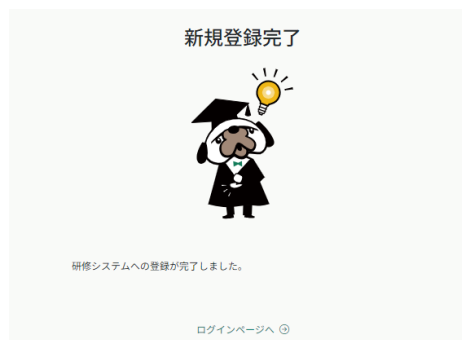 新規登録完了
研修システムへの登録が完了しました。
ログインページへ